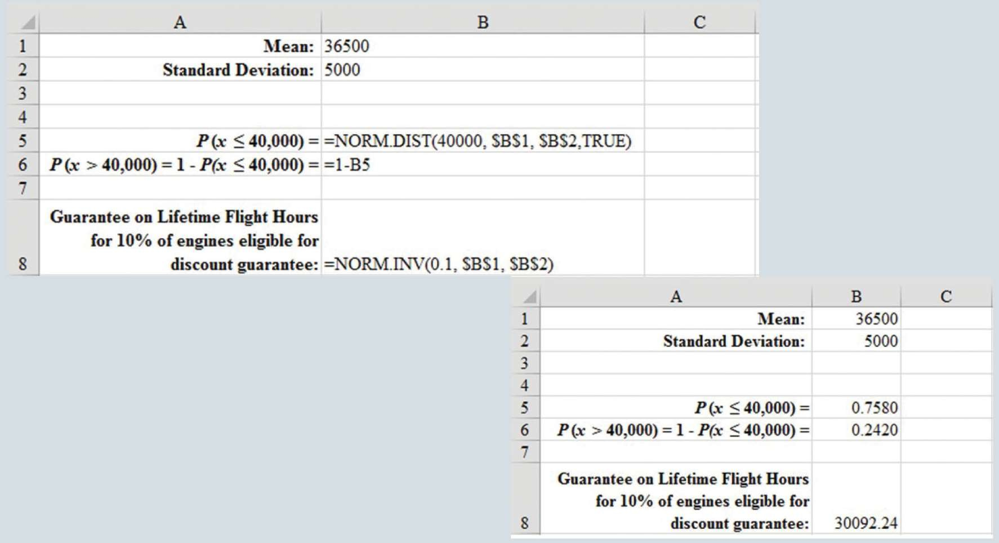 A B C
1 Mean: 36500
2 Standard Deviation: 5000
3
4
5 P (x ≤ 40,000) = =NORM.DIST(40000, $B$1, $B$2,TRUE)
6 P (x > 40,000) = 1 - P(x ≤ 40,000) = =1-B5
7
Guarantee on Lifetime Flight Hours
for 10% of engines eligible for
8 discount guarantee: =NORM.INV(0.1, $B$1, $B$2)
A B C
1 Mean: 36500
2 Standard Deviation: 5000
3
4
5 P (x ≤ 40,000) = 0.7580
6 P (x > 40,000) = 1 - P(x ≤ 40,000) = 0.2420
7
Guarantee on Lifetime Flight Hours
for 10% of engines eligible for
8 discount guarantee: 30092.24